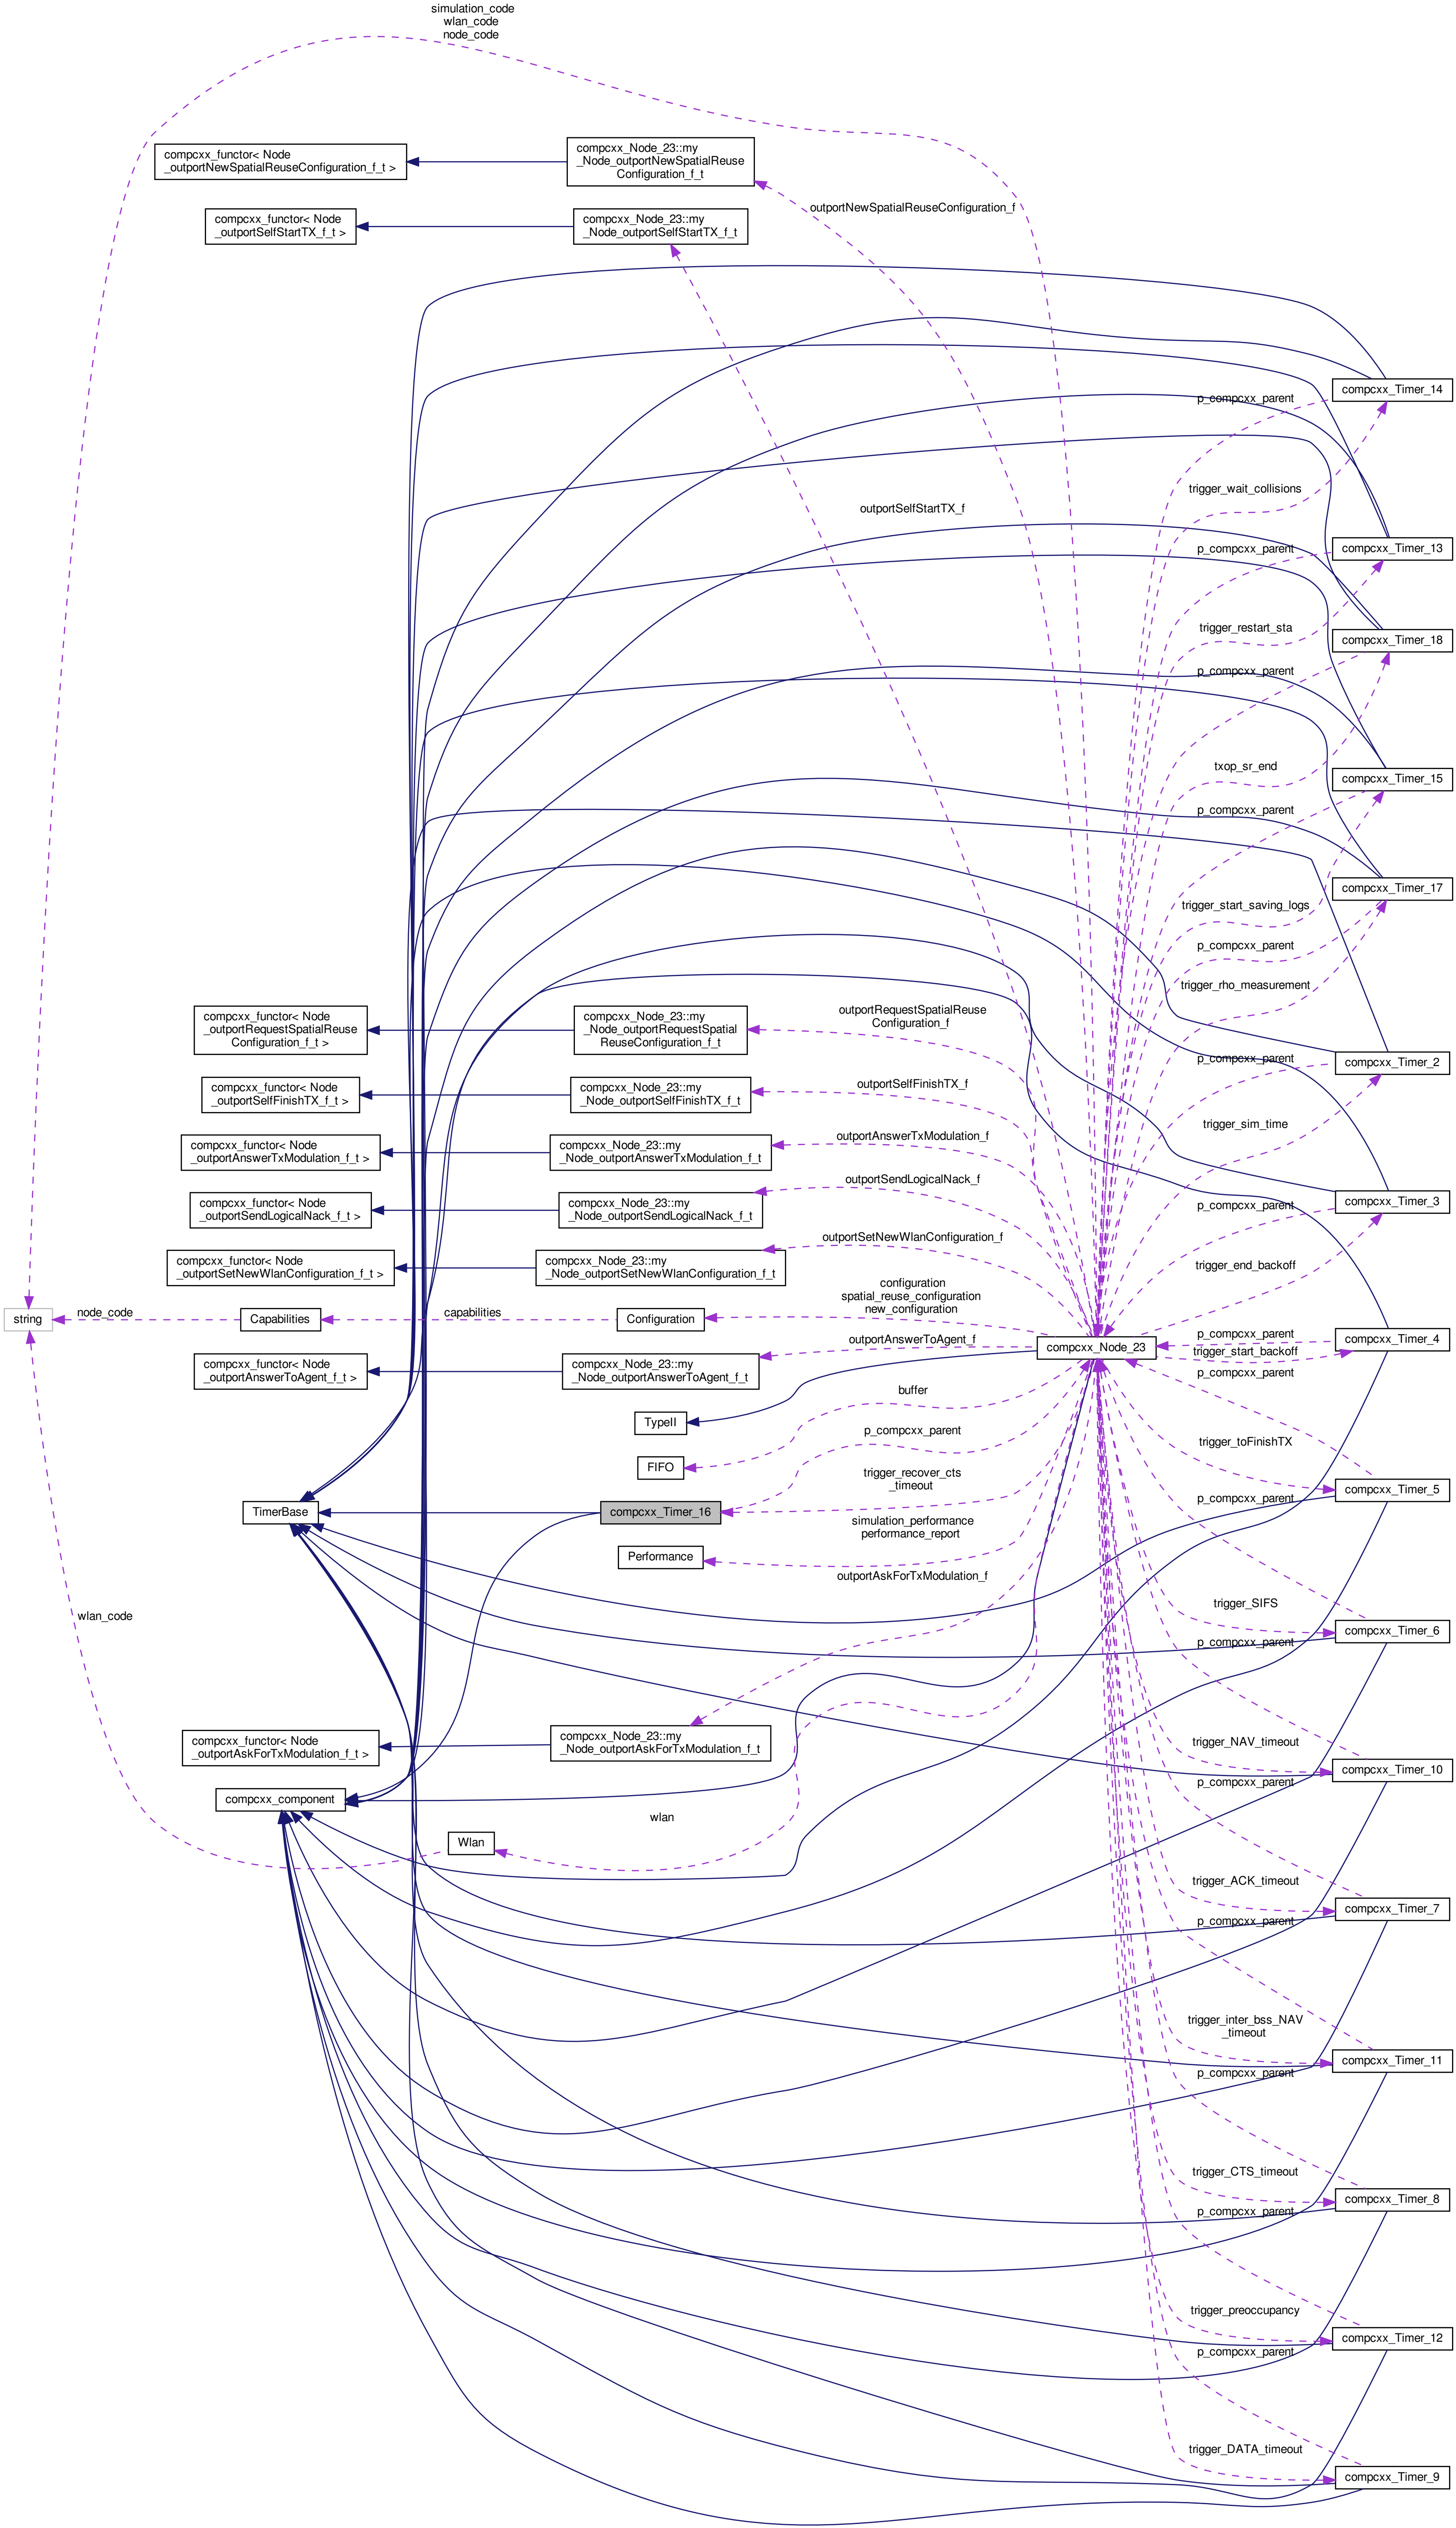 simulation_code
wlan_code
node_code
compcxx_functor< Node
_outportNewSpatialReuseConfiguration_f_t >
compcxx_Node_23::my
_Node_outportNewSpatialReuse
Configuration_f_t
outportNewSpatialReuseConfiguration_f
compcxx_functor< Node
_outportSelfStartTX_f_t >
compcxx_Node_23::my
_Node_outportSelfStartTX_f_t
compcxx_Timer_14
p_compcxx_parent
trigger_wait_collisions
outportSelfStartTX_f
compcxx_Timer_13
p_compcxx_parent
trigger_restart_sta
compcxx_Timer_18
p_compcxx_parent
txop_sr_end
compcxx_Timer_15
p_compcxx_parent
compcxx_Timer_17
trigger_start_saving_logs
p_compcxx_parent
trigger_rho_measurement
compcxx_functor< Node
_outportRequestSpatialReuse
Configuration_f_t >
compcxx_Node_23::my
_Node_outportRequestSpatial
ReuseConfiguration_f_t
outportRequestSpatialReuse
Configuration_f
p_compcxx_parent
compcxx_Timer_2
compcxx_functor< Node
_outportSelfFinishTX_f_t >
compcxx_Node_23::my
_Node_outportSelfFinishTX_f_t
outportSelfFinishTX_f
trigger_sim_time
compcxx_functor< Node
_outportAnswerTxModulation_f_t >
compcxx_Node_23::my
_Node_outportAnswerTxModulation_f_t
outportAnswerTxModulation_f
compcxx_functor< Node
_outportSendLogicalNack_f_t >
compcxx_Node_23::my
_Node_outportSendLogicalNack_f_t
outportSendLogicalNack_f
p_compcxx_parent
compcxx_Timer_3
compcxx_functor< Node
_outportSetNewWlanConfiguration_f_t >
compcxx_Node_23::my
_Node_outportSetNewWlanConfiguration_f_t
outportSetNewWlanConfiguration_f
trigger_end_backoff
string
node_code
Capabilities
capabilities
Configuration
configuration
spatial_reuse_configuration
new_configuration
compcxx_functor< Node
_outportAnswerToAgent_f_t >
compcxx_Node_23::my
_Node_outportAnswerToAgent_f_t
outportAnswerToAgent_f
compcxx_Node_23
p_compcxx_parent
trigger_start_backoff
compcxx_Timer_4
p_compcxx_parent
TypeII
buffer
FIFO
p_compcxx_parent
trigger_toFinishTX
compcxx_Timer_5
TimerBase
compcxx_Timer_16
trigger_recover_cts
_timeout
p_compcxx_parent
Performance
simulation_performance
performance_report
outportAskForTxModulation_f
wlan_code
trigger_SIFS
compcxx_Timer_6
p_compcxx_parent
compcxx_functor< Node
_outportAskForTxModulation_f_t >
compcxx_Node_23::my
_Node_outportAskForTxModulation_f_t
trigger_NAV_timeout
compcxx_Timer_10
p_compcxx_parent
compcxx_component
Wlan
wlan
trigger_ACK_timeout
compcxx_Timer_7
p_compcxx_parent
trigger_inter_bss_NAV
_timeout
compcxx_Timer_11
p_compcxx_parent
trigger_CTS_timeout
compcxx_Timer_8
p_compcxx_parent
trigger_preoccupancy
compcxx_Timer_12
p_compcxx_parent
trigger_DATA_timeout
compcxx_Timer_9